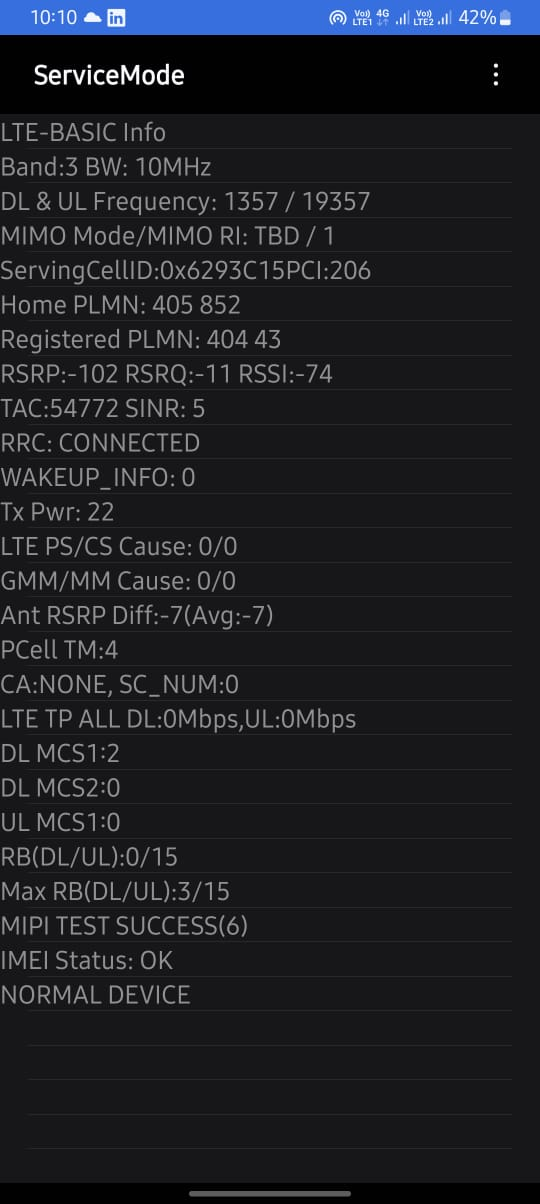 10:10 in Vo) LTE1 4G Vo) LTE2 42%
ServiceMode
LTE-BASIC Info
Band:3 BW: 10MHz
DL & UL Frequency: 1357 / 19357
MIMO Mode/MIMO RI: TBD / 1
ServingCellID:0x6293C15PCI:206
Home PLMN: 405 852
Registered PLMN: 404 43
RSRP:-102 RSRQ:-11 RSSI:-74
TAC:54772 SINR: 5
RRC: CONNECTED
WAKEUP_INFO: 0
Tx Pwr: 22
LTE PS/CS Cause: 0/0
GMM/MM Cause: 0/0
Ant RSRP Diff:-7(Avg:-7)
PCell TM:4
CA:NONE, SC_NUM:0
LTE TP ALL DL:0Mbps,UL:0Mbps
DL MCS1:2
DL MCS2:0
UL MCS1:0
RB(DL/UL):0/15
Max RB(DL/UL):3/15
MIPI TEST SUCCESS(6)
IMEI Status: OK
NORMAL DEVICE